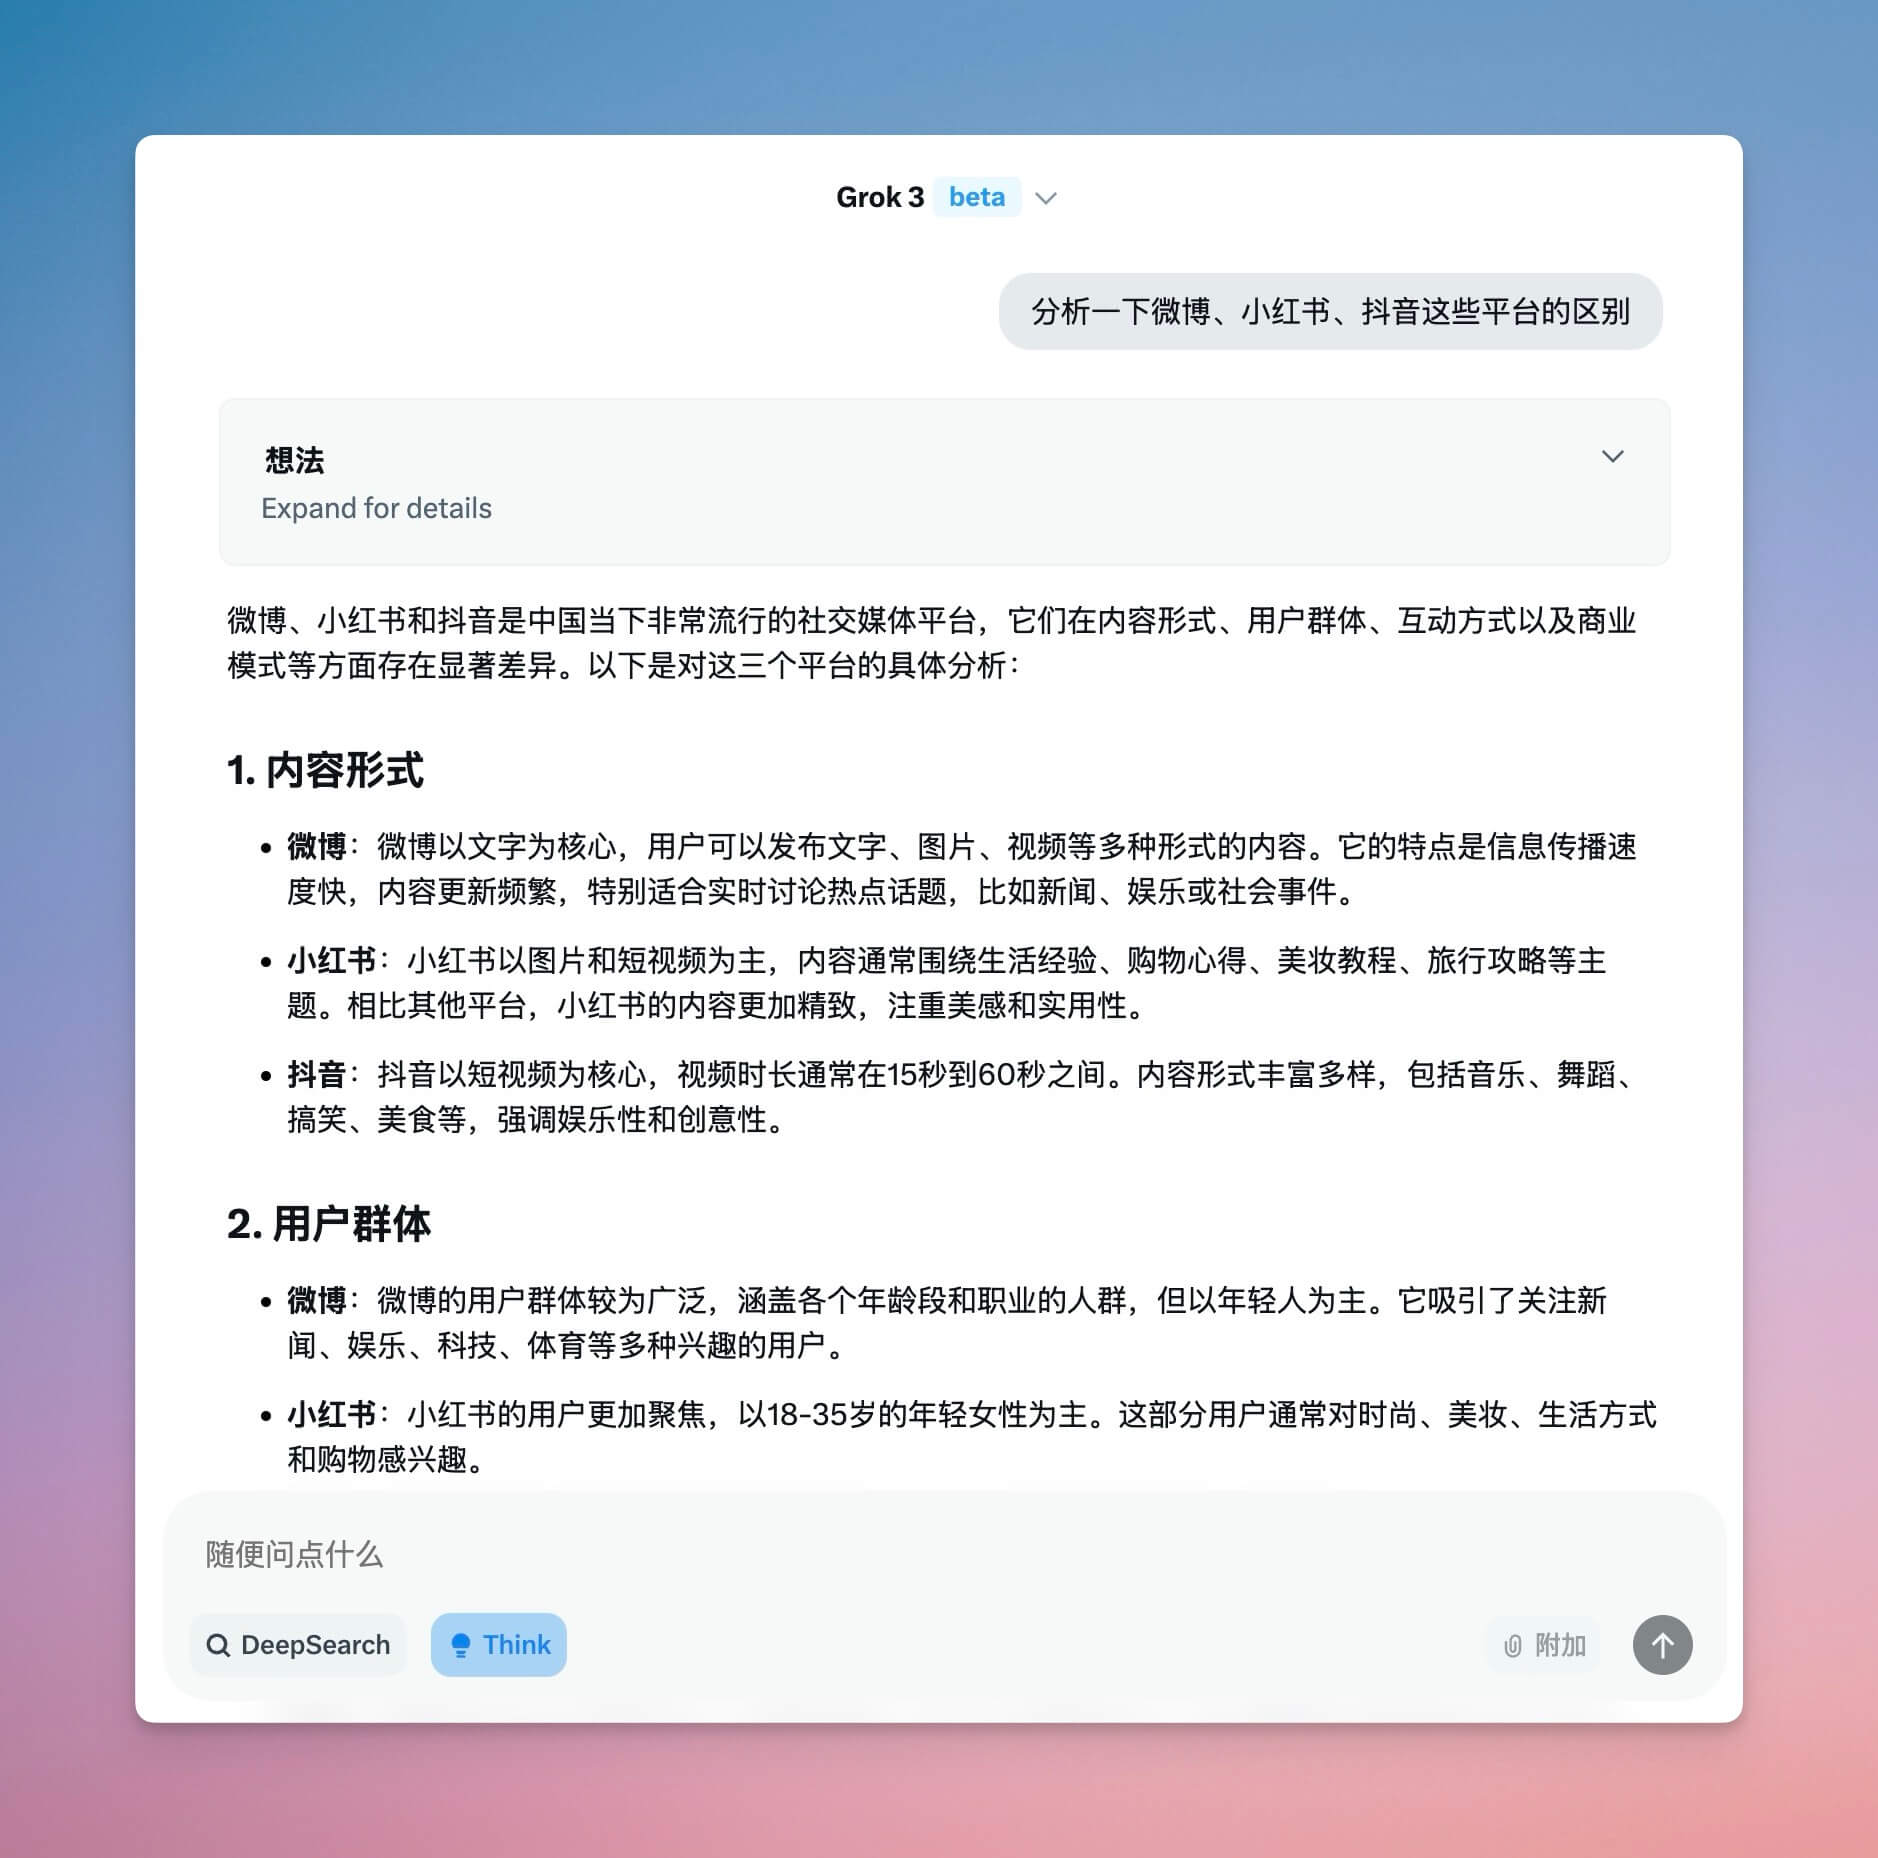 Grok 3 beta
分析一下微博、小红书、抖音这些平台的区别
想法
Expand for details
微博、小红书和抖音是中国当下非常流行的社交媒体平台，它们在内容形式、用户群体、互动方式以及商业
模式等方面存在显著差异。以下是对这三个平台的具体分析：
1. 内容形式
• 微博：微博以文字为核心，用户可以发布文字、图片、视频等多种形式的内容。它的特点是信息传播速
度快，内容更新频繁，特别适合实时讨论热点话题，比如新闻、娱乐或社会事件。
• 小红书：小红书以图片和短视频为主，内容通常围绕生活经验、购物心得、美妆教程、旅行攻略等主
题。相比其他平台，小红书的内容更加精致，注重美感和实用性。
• 抖音：抖音以短视频为核心，视频时长通常在15秒到60秒之间。内容形式丰富多样，包括音乐、舞蹈、
搞笑、美食等，强调娱乐性和创意性。
2. 用户群体
• 微博：微博的用户群体较为广泛，涵盖各个年龄段和职业的人群，但以年轻人为主。它吸引了关注新
闻、娱乐、科技、体育等多种兴趣的用户。
• 小红书：小红书的用户更加聚焦，以18-35岁的年轻女性为主。这部分用户通常对时尚、美妆、生活方式
和购物感兴趣。
随便问点什么
DeepSearch Think 附加